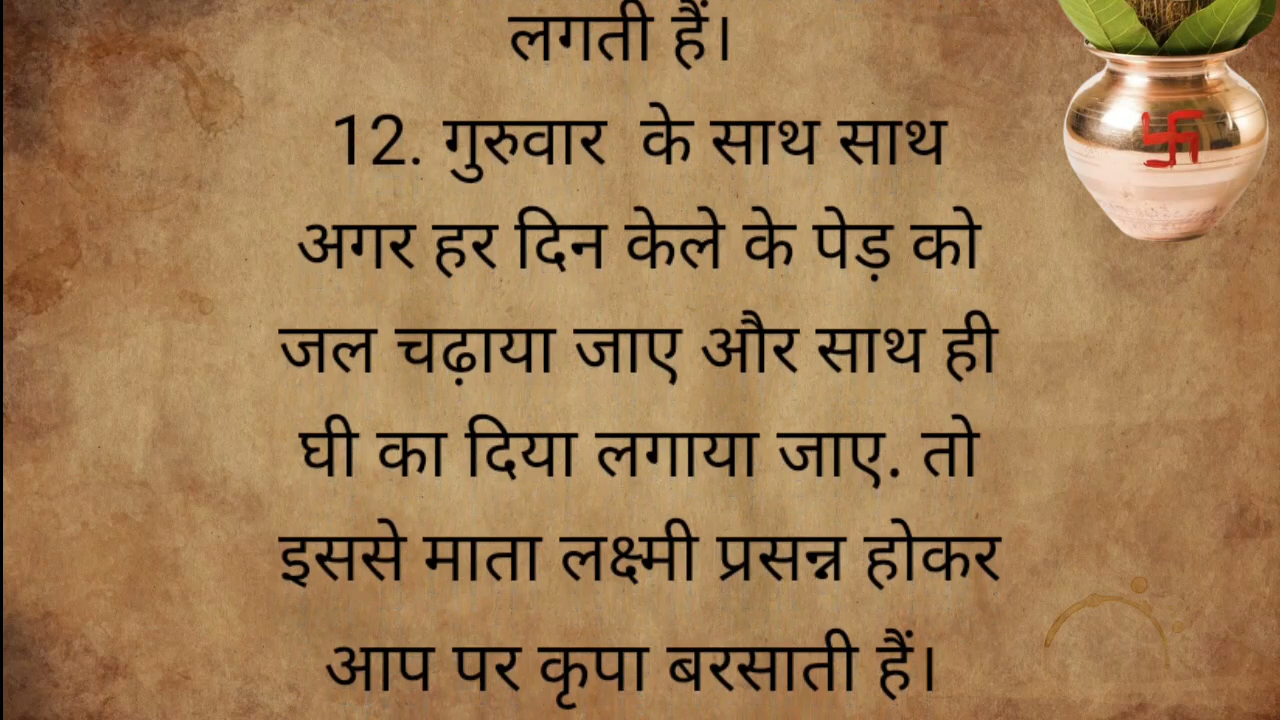 लगती हैं।
12. गुरुवार के साथ साथ
अगर हर दिन केले के पेड़ को
जल चढ़ाया जाए और साथ ही
घी का दिया लगाया जाए. तो
इससे माता लक्ष्मी प्रसन्न होकर
आप पर कृपा बरसाती हैं।